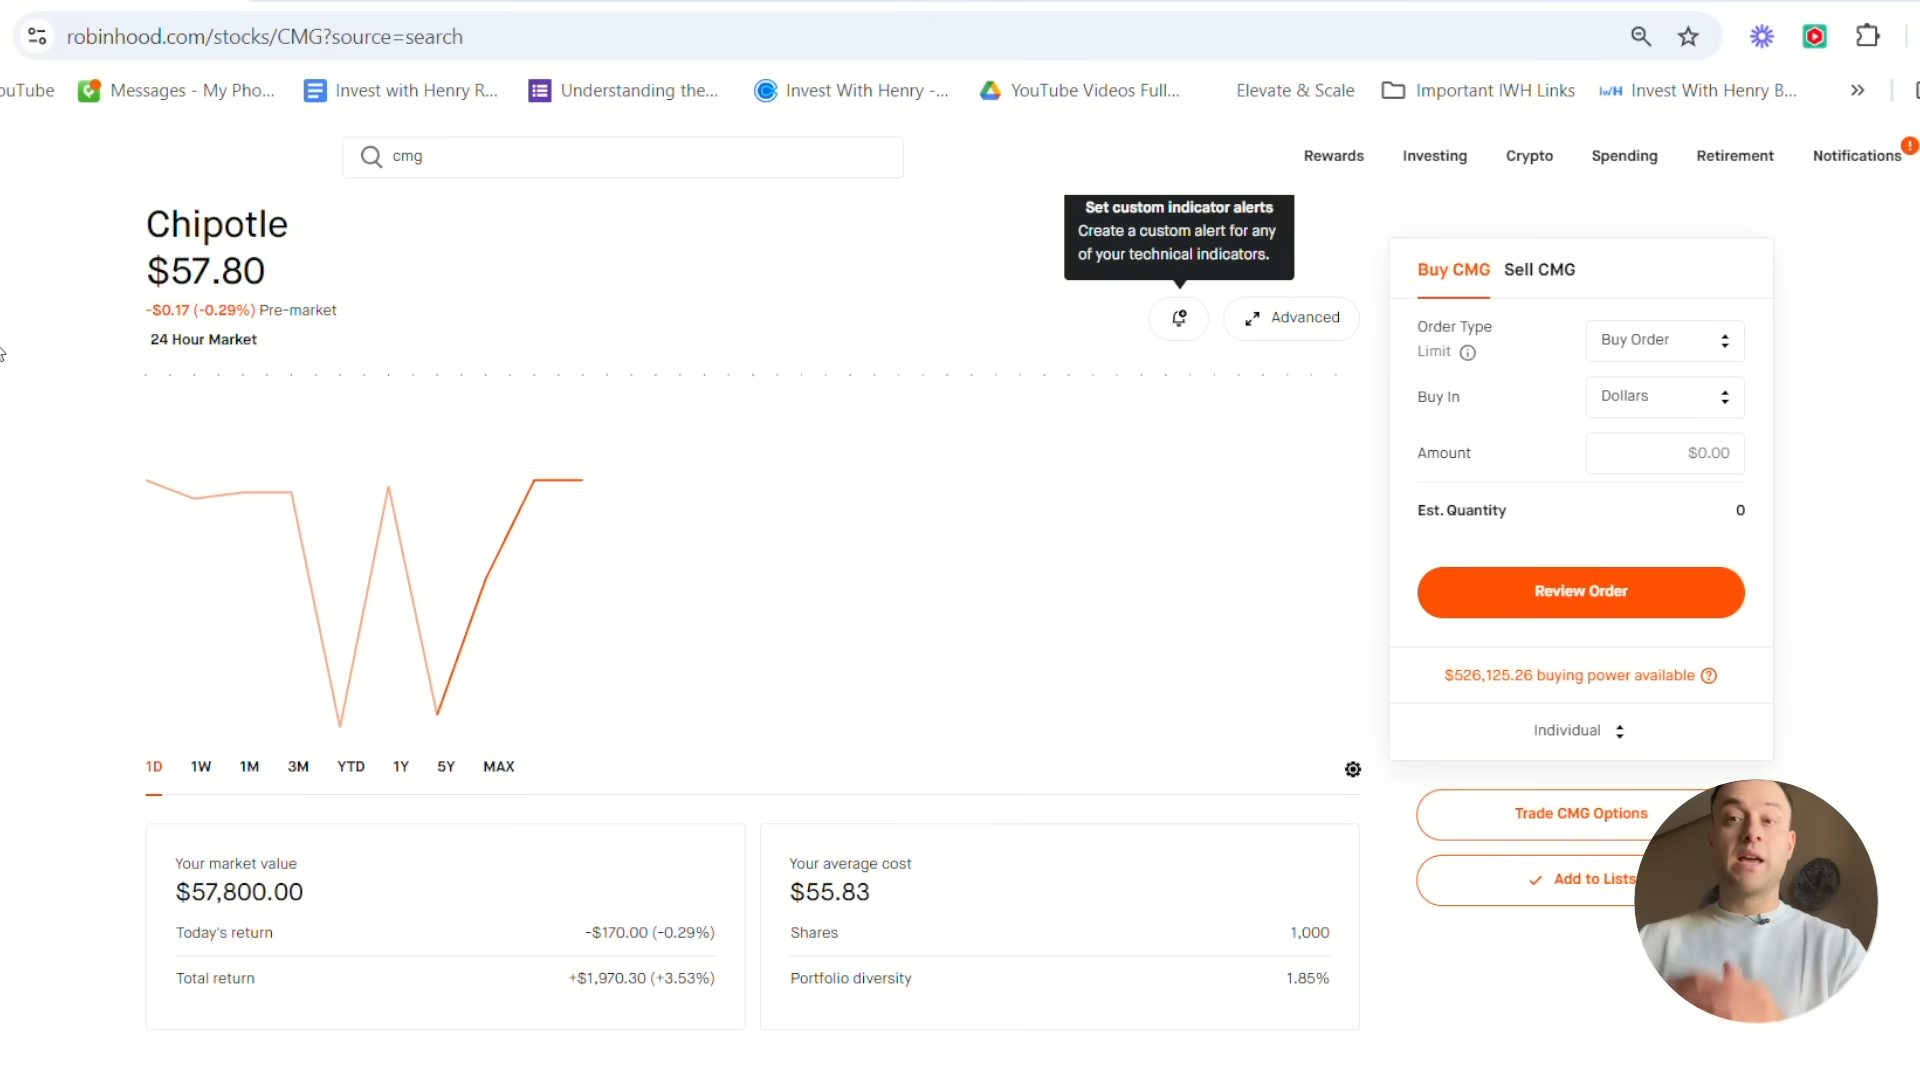 robinhood.com/stocks/CMG?source=search
ouTube
Messages - My Pho...
Invest with Henry R...
Understanding the...
Invest With Henry -...
YouTube Videos Full...
Elevate & Scale
Important IWH Links
IWH Invest With Henry B...
cmg
Rewards
Investing
Crypto
Spending
Retirement
Notifications
Chipotle
$57.80
-$0.17 (-0.29%) Pre-market
24 Hour Market
Set custom indicator alerts
Create a custom alert for any
of your technical indicators.
Advanced
1D 1W 1M 3M YTD 1Y 5Y MAX
Your market value
$57,800.00
Today's return -$170.00 (-0.29%)
Total return +$1,970.30 (+3.53%)
Your average cost
$55.83
Shares 1,000
Portfolio diversity 1.85%
Buy CMG Sell CMG
Order Type
Limit
Buy Order
Buy In Dollars
Amount $0.00
Est. Quantity 0
Review Order
$526,125.26 buying power available
Individual
Trade CMG Options
Add to Lists